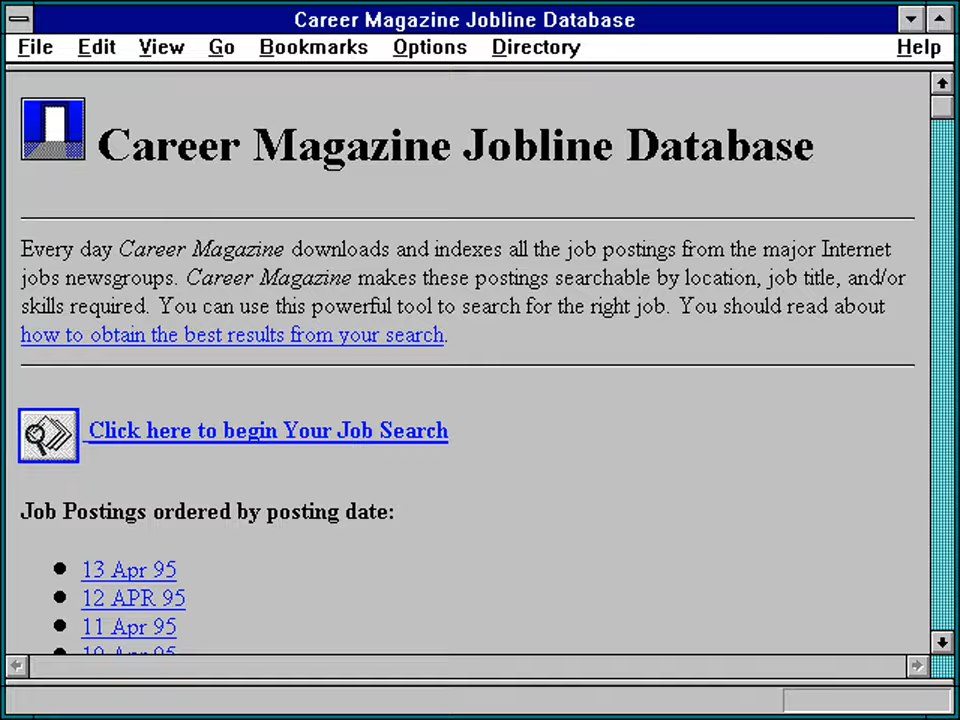 Career Magazine Jobline Database
File Edit View Go Bookmarks Options Directory Help
Career Magazine Jobline Database
Every day Career Magazine downloads and indexes all the job postings from the major Internet
jobs newsgroups. Career Magazine makes these postings searchable by location, job title, and/or
skills required. You can use this powerful tool to search for the right job. You should read about
how to obtain the best results from your search.
Click here to begin Your Job Search
Job Postings ordered by posting date:
13 Apr 95
12 APR 95
11 Apr 95
10 Apr 95